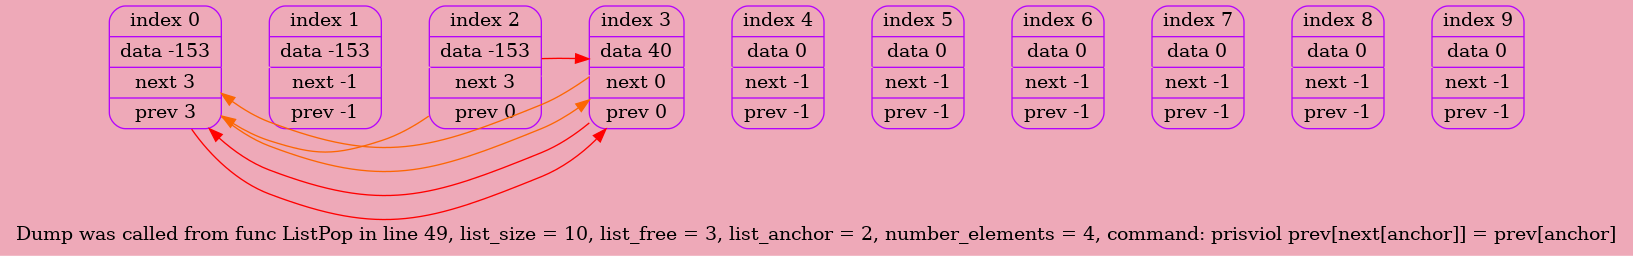 index 0
data -153
next 3
prev 3
index 1
data -153
next -1
prev -1
index 2
data -153
next 3
prev 0
index 3
data 40
next 0
prev 0
index 4
data 0
next -1
prev -1
index 5
data 0
next -1
prev -1
index 6
data 0
next -1
prev -1
index 7
data 0
next -1
prev -1
index 8
data 0
next -1
prev -1
index 9
data 0
next -1
prev -1
Dump was called from func ListPop in line 49, list_size = 10, list_free = 3, list_anchor = 2, number_elements = 4, command: prisviol prev[next[anchor]] = prev[anchor]